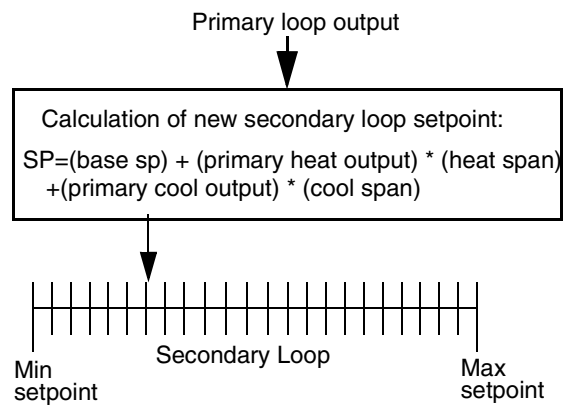 Primary loop output
Calculation of new secondary loop setpoint:
SP=(base sp) + (primary heat output) * (heat span)
+(primary cool output) * (cool span)
Secondary Loop
Min
setpoint
Max
setpoint